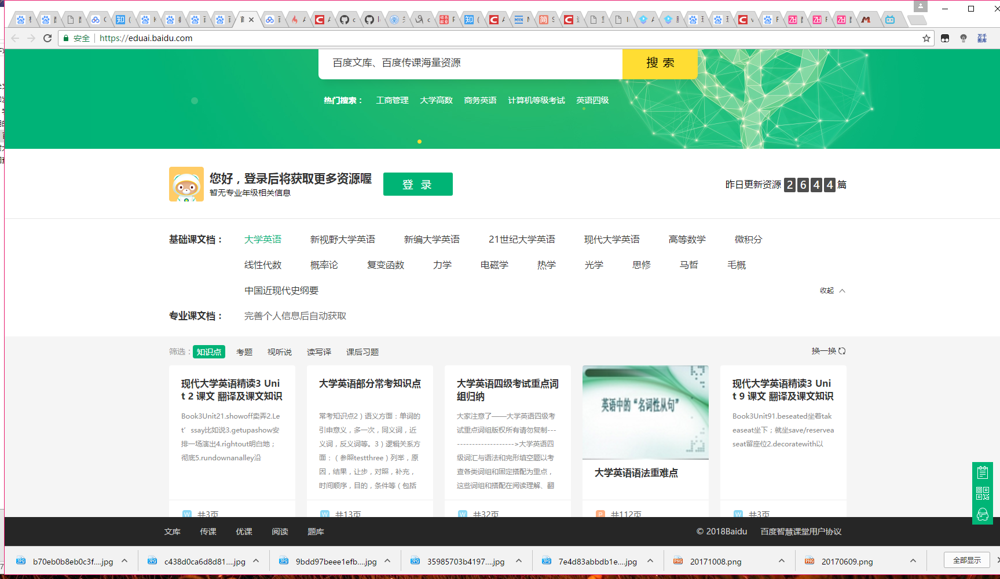 安全 https://eduai.baidu.com
万千
图库
百度文库、百度传课海量资源
搜 索
热门搜索： 工商管理 大学高数 商务英语 计算机等级考试 英语四级
您好，登录后将获取更多资源喔
暂无专业年级相关信息
登 录
昨日更新资源 2 6 4 4 篇
基础课文档： 大学英语 新视野大学英语 新编大学英语 21世纪大学英语 现代大学英语 高等数学 微积分
线性代数 概率论 复变函数 力学 电磁学 热学 光学 思修 马哲 毛概
中国近现代史纲要 收起
专业课文档： 完善个人信息后自动获取
筛选： 知识点 考题 视听说 读写译 课后习题 换一换
现代大学英语精读3 Uni
t 2 课文 翻译及课文知识
Book3Unit21.showoff卖弄2.Le
t’ssay比如说3.getupashow安
排一场演出4.rightout明白地；
彻底5.rundownanalley沿
共3页
大学英语部分常考知识点
常考知识点2）语义方面：单词的
引申意义，多一次，同义词，近
义词，反义词等。3）逻辑关系方
面：（参照testthree）列举，原
因，结果，让步，对照，补充，
时间顺序，目的，条件等（包括
共13页
大学英语四级考试重点词
组归纳
大家注意了——大学英语四级考
试重点词组版权所有请勿复制---
-------------------->大学英语四
级词汇与语法和完形填空题以考
查各类词组和固定搭配为重点，
这些词组和搭配在阅读理解、翻
共32页
英语中的“名词性从句”
大学英语语法重难点
共112页
现代大学英语精读3 Uni
t 9 课文 翻译及课文知识
Book3Unit91.beseated坐着tak
easeat坐下；就坐save/reservea
seat留座位2.decoratewith以
共3页
文库 传课 优课 阅读 题库 © 2018Baidu 百度智慧课堂用户协议
b70eb0b8eb0c3f....jpg c438d0ca6d8d81....jpg 9bdd97beee1efb....jpg 35985703b4197....jpg 7e4d83abbdb1e....jpg 20171008.png 20170609.png 全部显示